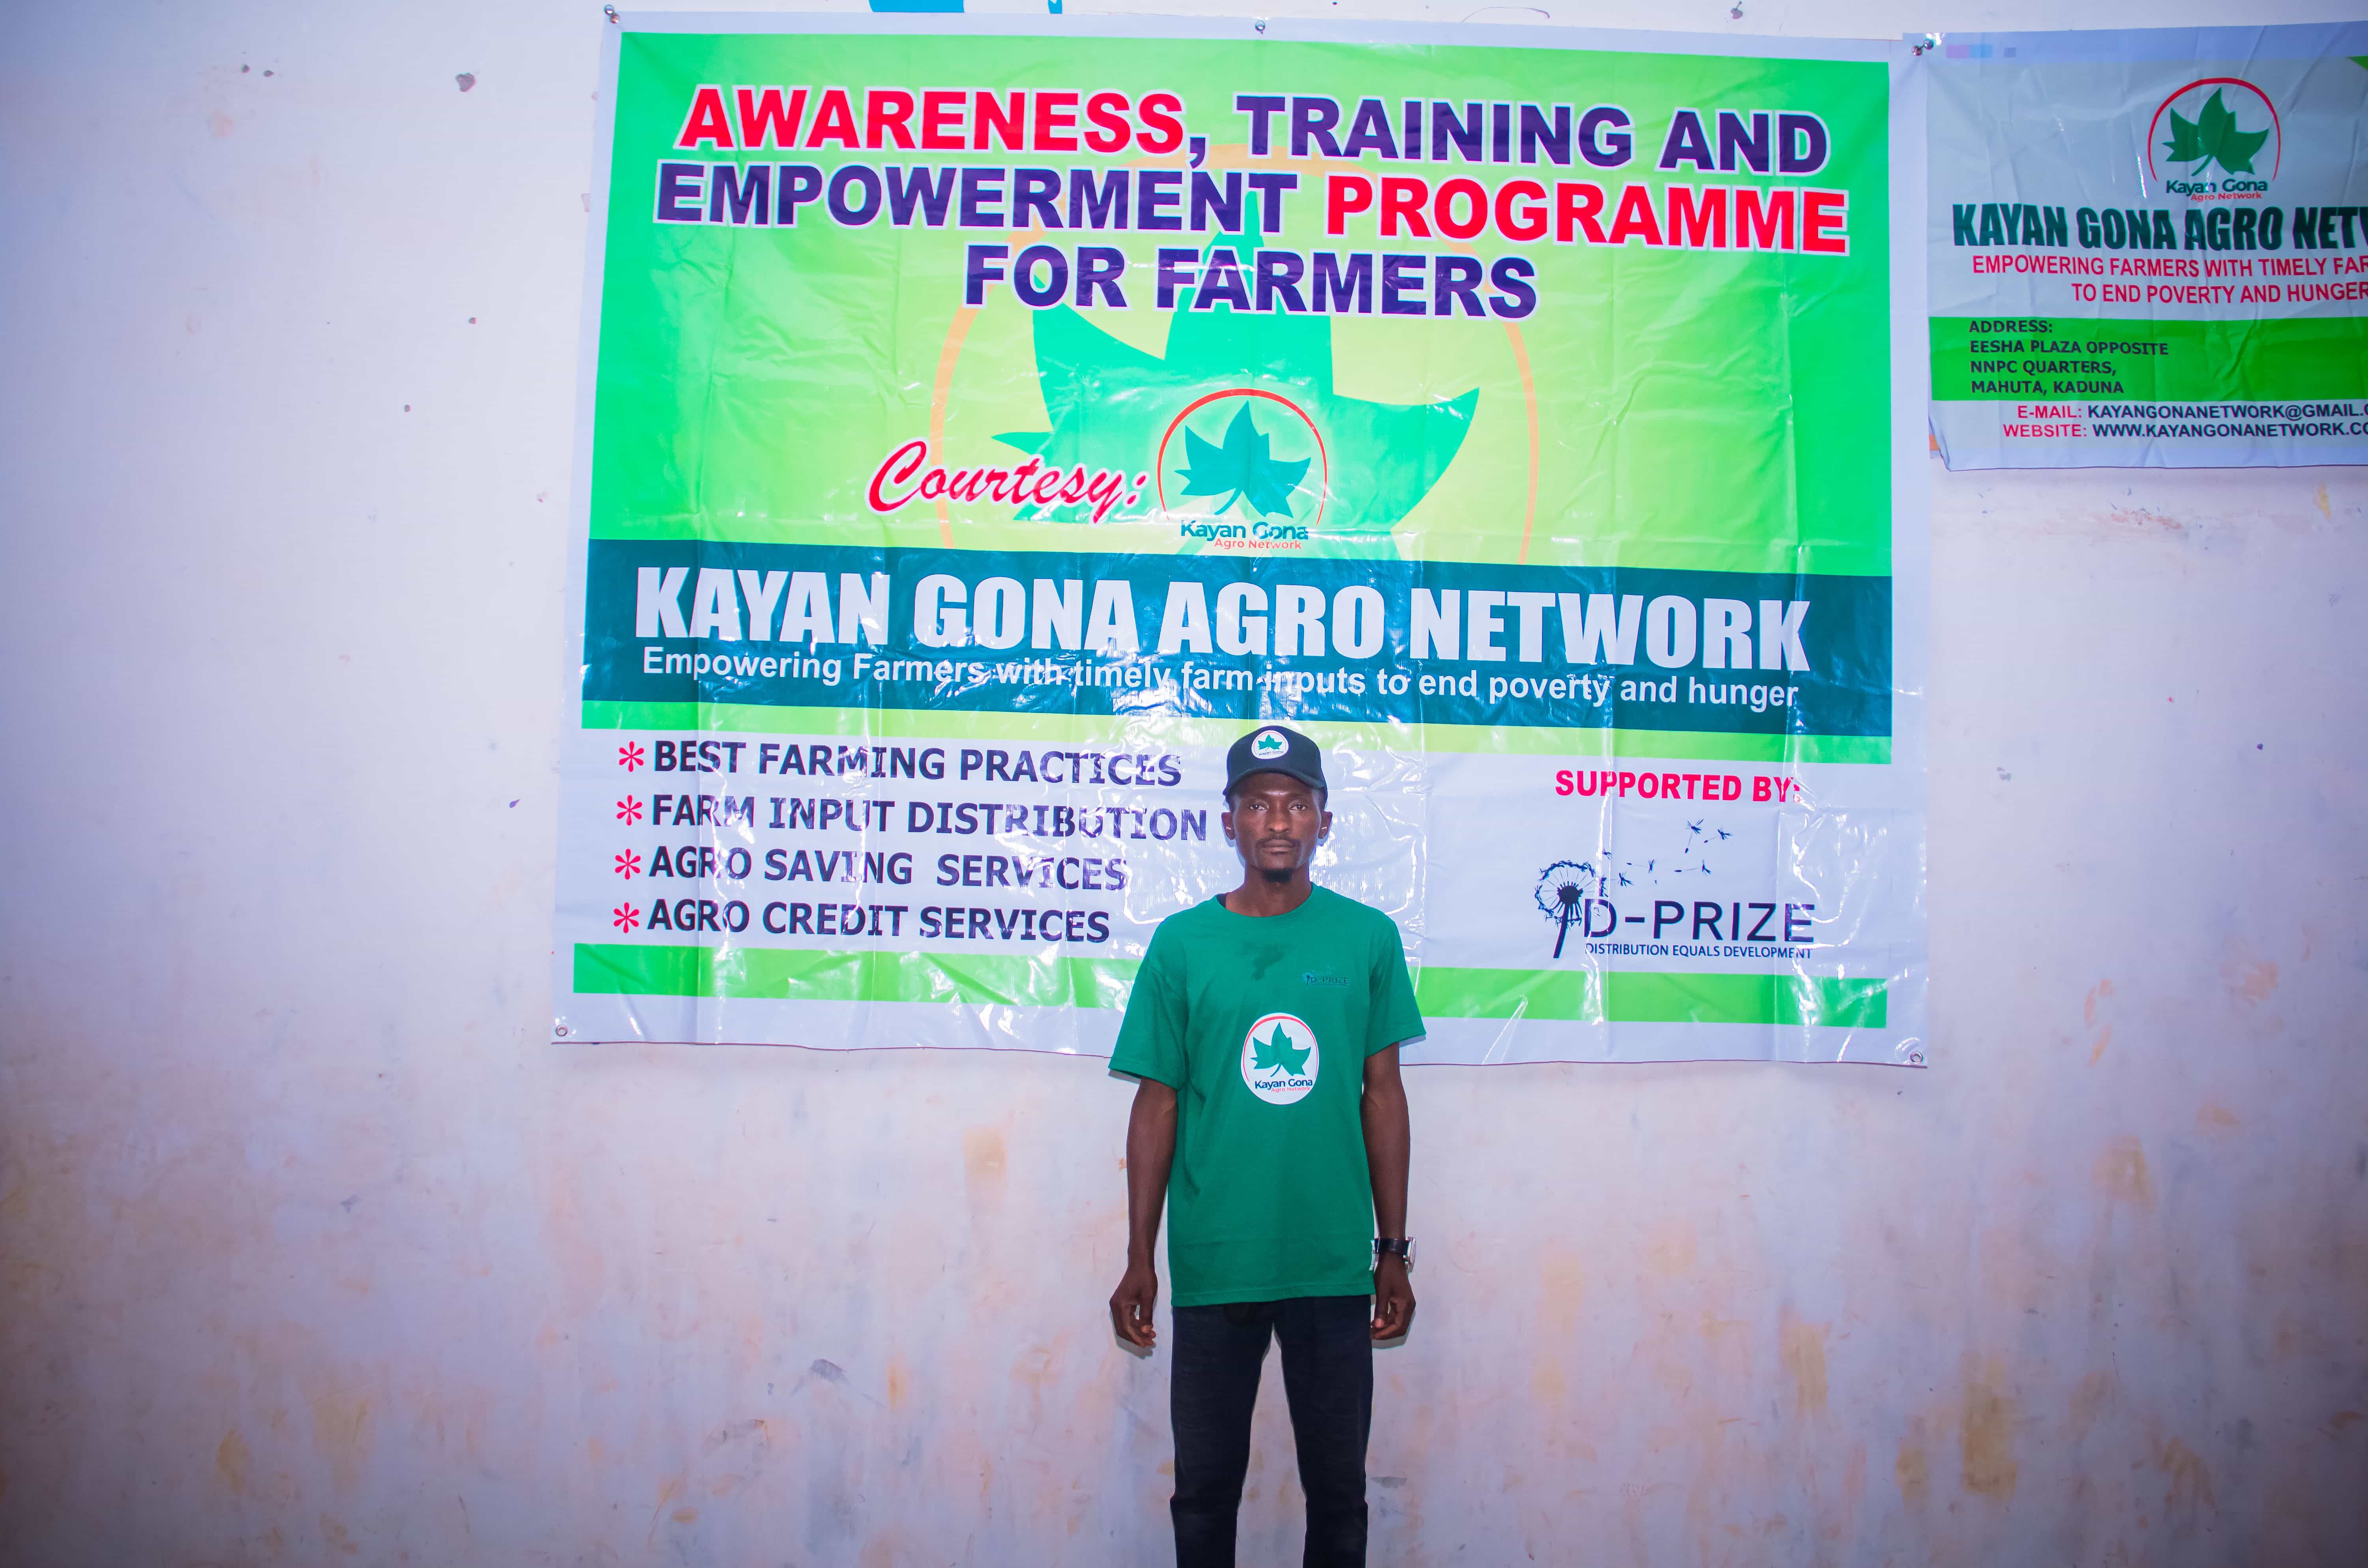 AWARENESS, TRAINING AND
EMPOWERMENT PROGRAMME
FOR FARMERS
Courtesy:
Kayan Gona
Agro Network
KAYAN GONA AGRO NETWORK
Empowering Farmers with timely farm inputs to end poverty and hunger
* BEST FARMING PRACTICES
* FARM INPUT DISTRIBUTION
* AGRO SAVING SERVICES
* AGRO CREDIT SERVICES
SUPPORTED BY:
D-PRIZE
DISTRIBUTION EQUALS DEVELOPMENT
Kayan Gona
Agro Network
KAYAN GONA AGRO NETW
EMPOWERING FARMERS WITH TIMELY FAR
TO END POVERTY AND HUNGER
ADDRESS:
EESHA PLAZA OPPOSITE
NNPC QUARTERS,
MAHUTA, KADUNA
E-MAIL: KAYANGONANETWORK@GMAIL.
WEBSITE: WWW.KAYANGONANETWORK.CO
D-PRIZE
Kayan Gona
Agro Network